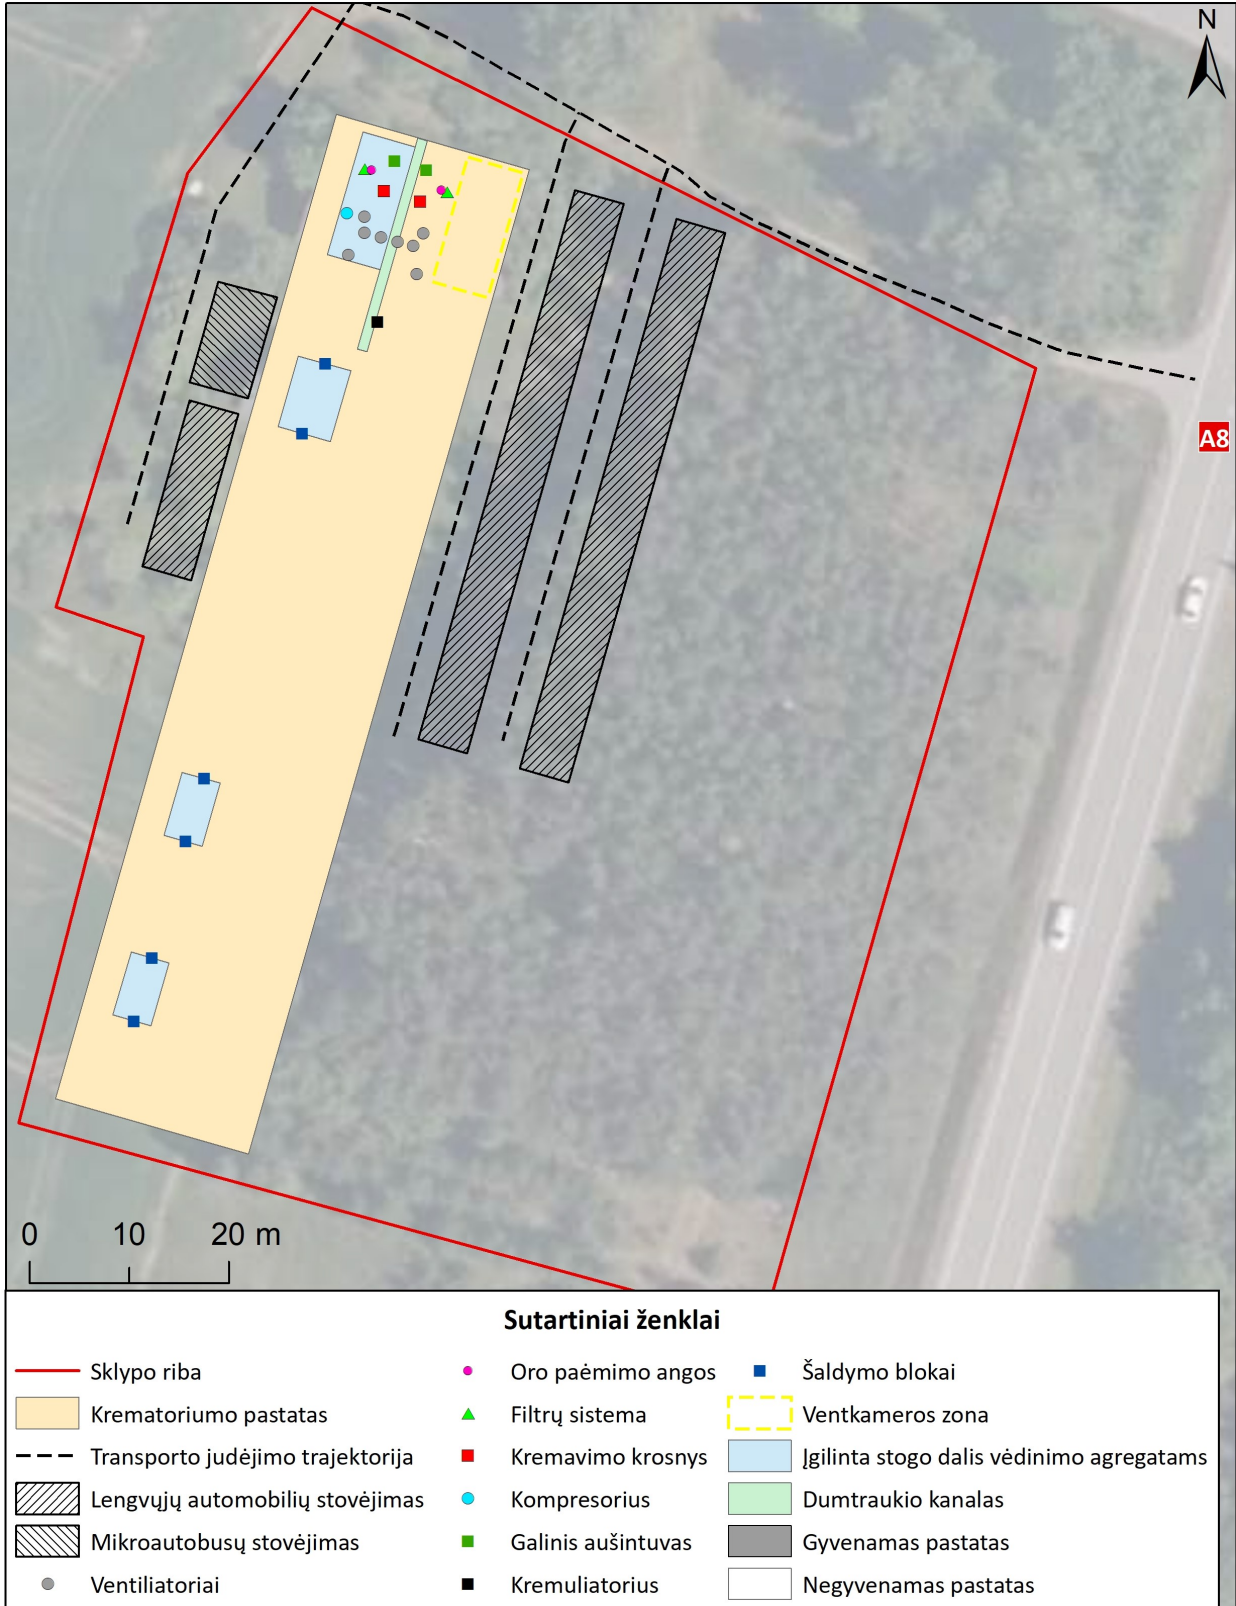 N
A8
0 10 20 m
Sutartiniai ženklai
Sklypo riba
Krematoriumo pastatas
Transporto judėjimo trajektorija
Lengvųjų automobilių stovėjimas
Mikroautobusų stovėjimas
Ventiliatoriai
Oro paėmimo angos
Filtrų sistema
Kremavimo krosnys
Kompresorius
Galinis aušintuvas
Kremuliatorius
Šaldymo blokai
Ventkameros zona
Įgilinta stogo dalis vėdinimo agregatams
Dumtraukio kanalas
Gyvenamas pastatas
Negyvenamas pastatas